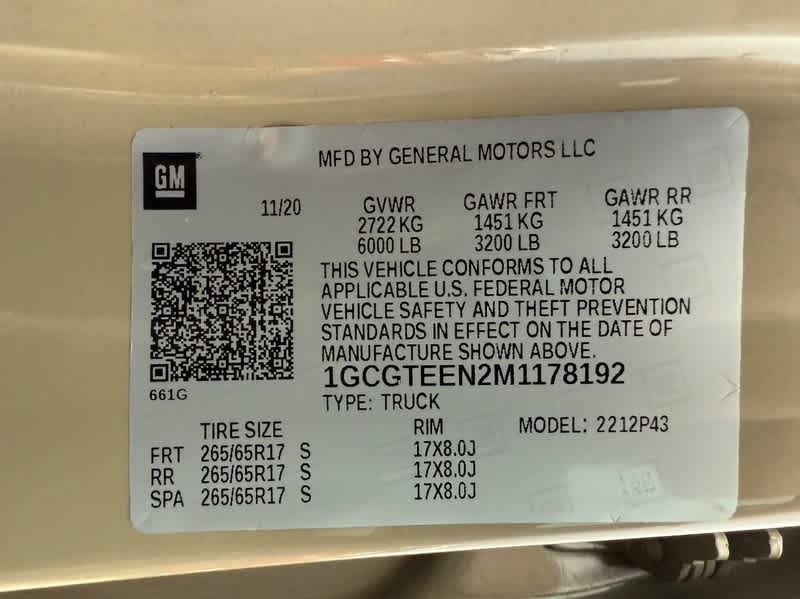 GM
MFD BY GENERAL MOTORS LLC
11/20 GVWR GAWR FRT GAWR RR
2722 KG 1451 KG 1451 KG
6000 LB 3200 LB 3200 LB
THIS VEHICLE CONFORMS TO ALL
APPLICABLE U.S. FEDERAL MOTOR
VEHICLE SAFETY AND THEFT PREVENTION
STANDARDS IN EFFECT ON THE DATE OF
MANUFACTURE SHOWN ABOVE.
661G
1GCGTEEN2M1178192
TYPE: TRUCK
TIRE SIZE RIM MODEL: 2212P43
FRT 265/65R17 S 17X8.0J
RR 265/65R17 S 17X8.0J
SPA 265/65R17 S 17X8.0J